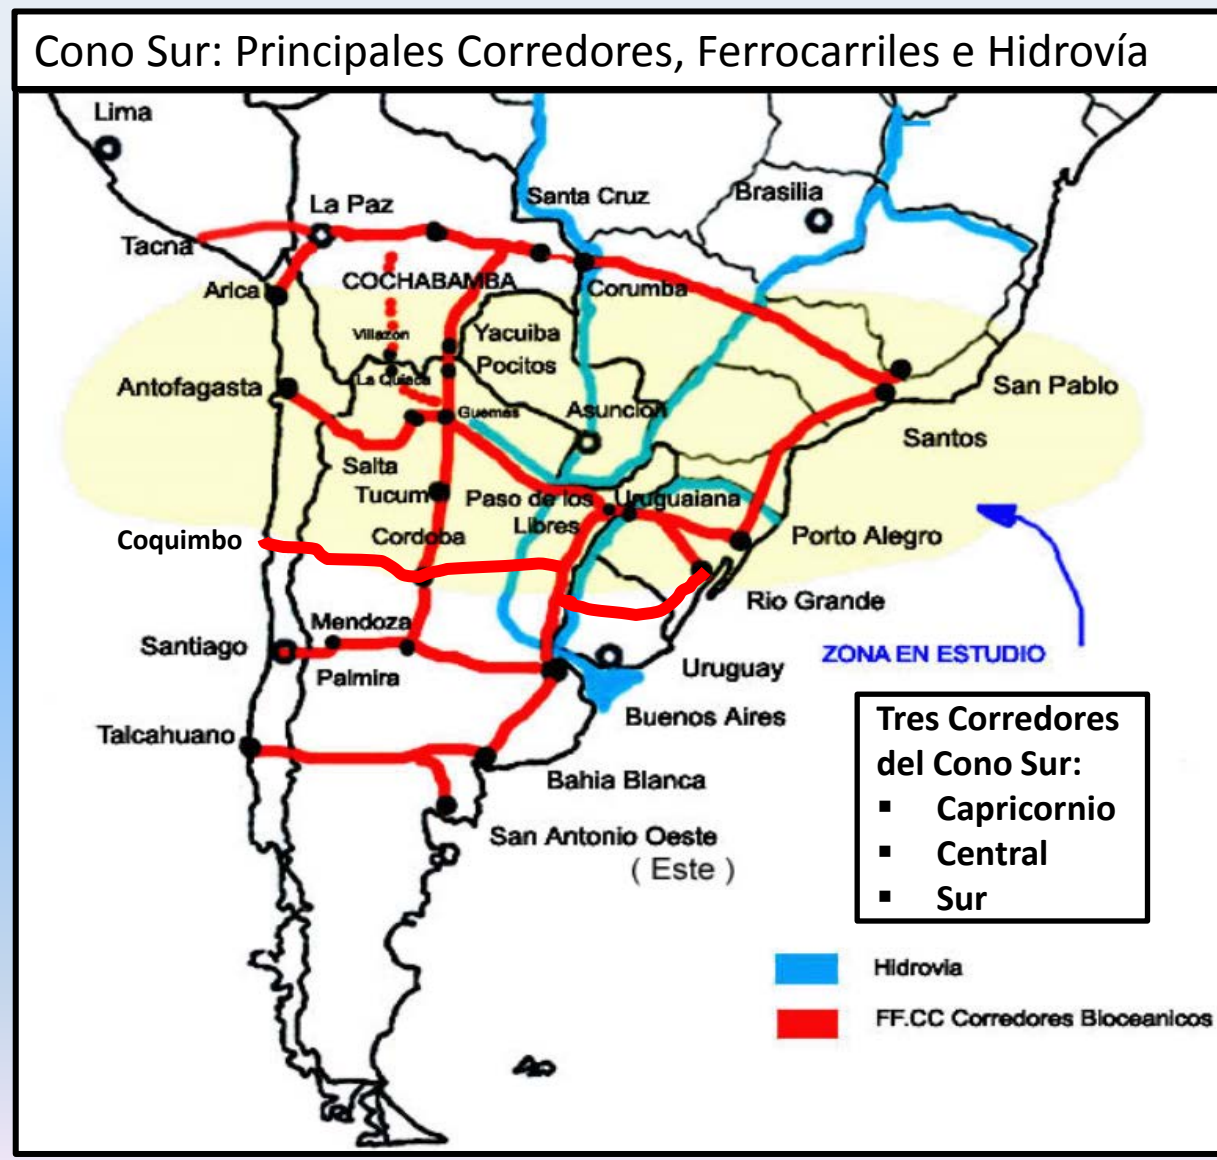 Cono Sur: Principales Corredores, Ferrocarriles e Hidrovía
Lima
Santa Cruz
Brasilia
La Paz
Tacna
COCHABAMBA
Arica
Corumba
Villazon
Yacuiba
Pocitos
La Quiaca
Antofagasta
San Pablo
Guemes
Asuncion
Santos
Salta
Tucum
Paso de los
Libres
Uruguaiana
Coquimbo
Cordoba
Porto Alegro
Rio Grande
Mendoza
Santiago
Palmira
Uruguay
ZONA EN ESTUDIO
Buenos Aires
Talcahuano
Bahia Blanca
San Antonio Oeste
( Este )
Tres Corredores
del Cono Sur:
▪ Capricornio
▪ Central
▪ Sur
Hidrovia
FF.CC Corredores Bioceanicos